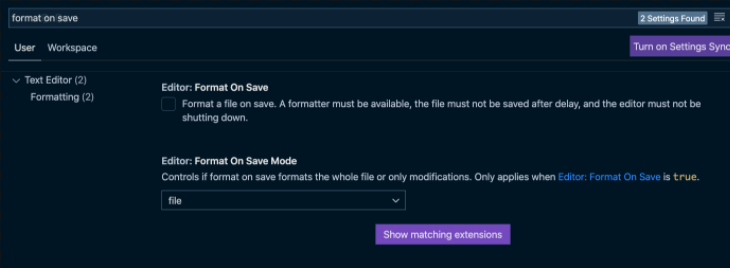 format on save
2 Settings Found
User Workspace
Turn on Settings Sync
Text Editor (2)
Formatting (2)
Editor: Format On Save
Format a file on save. A formatter must be available, the file must not be saved after delay, and the editor must not be
shutting down.
Editor: Format On Save Mode
Controls if format on save formats the whole file or only modifications. Only applies when Editor: Format On Save is true.
file
Show matching extensions